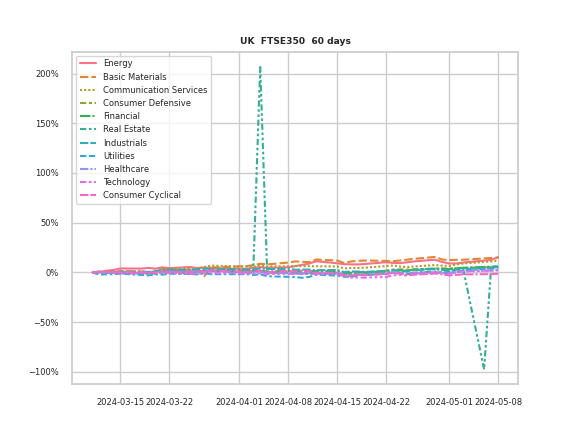 UK FTSE350 60 days
Energy
Basic Materials
Communication Services
Consumer Defensive
Financial
Real Estate
Industrials
Utilities
Healthcare
Technology
Consumer Cyclical
200%
150%
100%
50%
0%
−50%
−100%
2024-03-15 2024-03-22 2024-04-01 2024-04-08 2024-04-15 2024-04-22 2024-05-01 2024-05-08